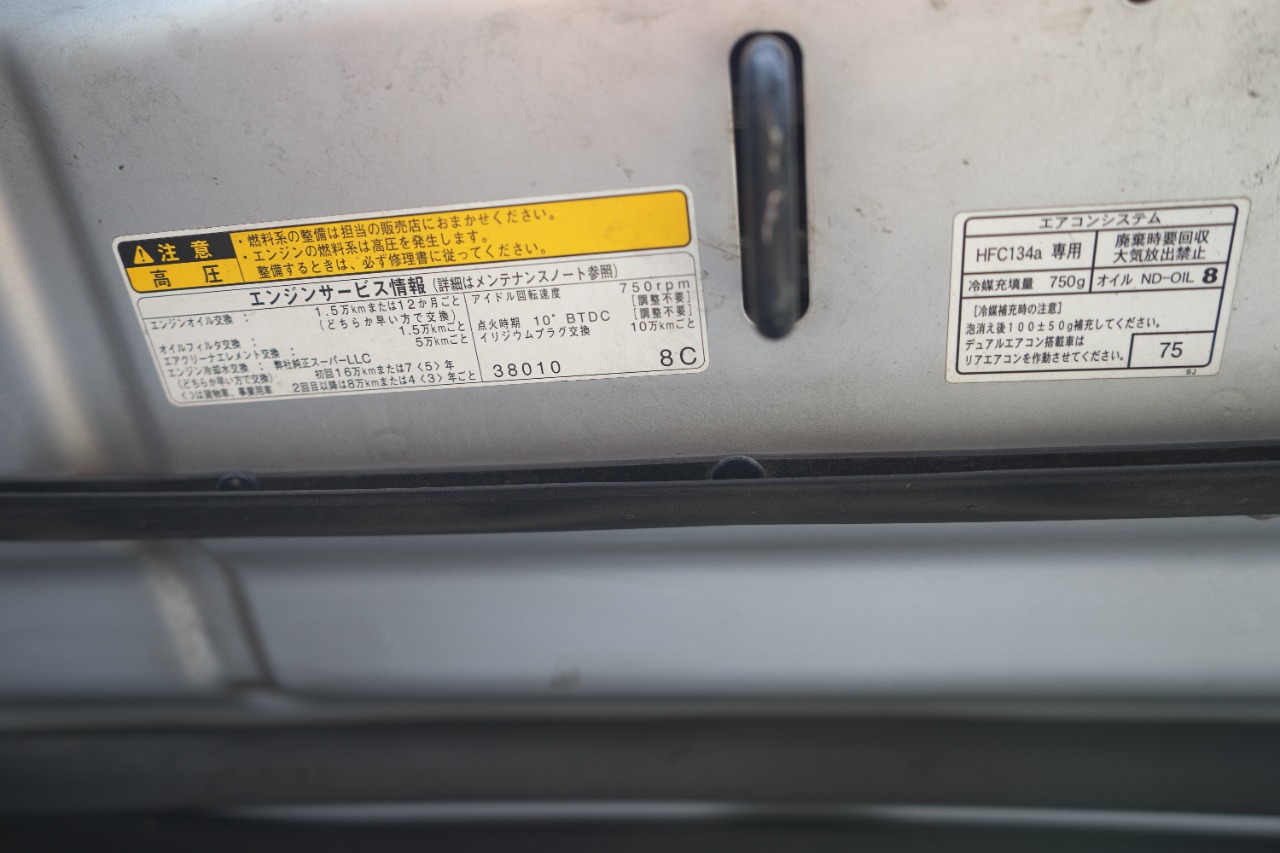 ⚠注意
高圧
・燃料系の整備は担当の販売店におまかせください。
・エンジンの燃料系は高圧を発生します。
整備するときは、必ず修理書に従ってください。
エンジンサービス情報 (詳細はメンテナンスノート参照)
エンジンオイル交換 : 1.5万kmまたは12か月ごと
(どちらか早い方で交換)
オイルフィルタ交換 : 1.5万kmごと
エアクリーナエレメント交換 : 5万kmごと
エンジン冷却水交換 : 弊社純正スーパーLLC
(どちらか早い方で交換) 初回16万kmまたは7〈5〉年
〈 〉は貨物車、事業用車 2回目以降は8万kmまたは4〈3〉年ごと
アイドル回転速度 750rpm
[調整不要]
点火時期 10° BTDC [調整不要]
イリジウムプラグ交換 10万kmごと
38010 8C
エアコンシステム
HFC134a 専用
廃棄時要回収
大気放出禁止
冷媒充填量 750g オイル ND-OIL 8
[冷媒補充時の注意]
泡消え後100±50g補充してください。
デュアルエアコン搭載車は
リアエアコンを作動させてください。
75
9J